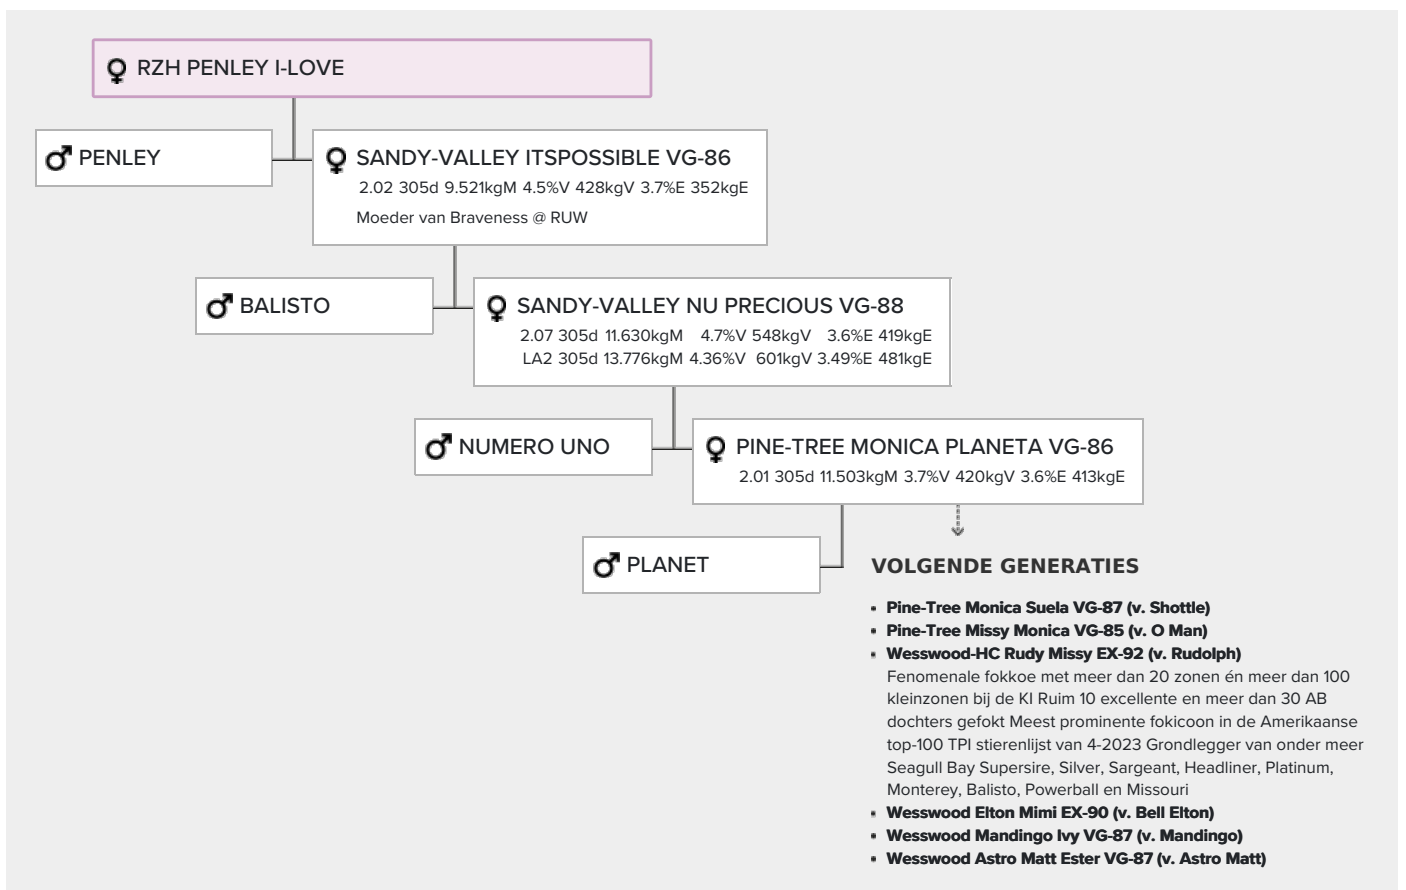 RZH PENLEY I-LOVE
PENLEY
SANDY-VALLEY ITSPOSSIBLE VG-86
2.02 305d 9.521kgM 4.5%V 428kgV 3.7%E 352kgE
Moeder van Braveness @ RUW
BALISTO
SANDY-VALLEY NU PRECIOUS VG-88
2.07 305d 11.630kgM 4.7%V 548kgV 3.6%E 419kgE
LA2 305d 13.776kgM 4.36%V 601kgV 3.49%E 481kgE
NUMERO UNO
PINE-TREE MONICA PLANETA VG-86
2.01 305d 11.503kgM 3.7%V 420kgV 3.6%E 413kgE
PLANET
VOLGENDE GENERATIES
• Pine-Tree Monica Suela VG-87 (v. Shottle)
• Pine-Tree Missy Monica VG-85 (v. O Man)
• Wesswood-HC Rudy Missy EX-92 (v. Rudolph)
Fenomenale fokkoe met meer dan 20 zonen én meer dan 100
kleinzonen bij de KI Ruim 10 excellente en meer dan 30 AB
dochters gefokt Meest prominente fokicoon in de Amerikaanse
top-100 TPI stierenlijst van 4-2023 Grondlegger van onder meer
Seagull Bay Supersire, Silver, Sargeant, Headliner, Platinum,
Monterey, Balisto, Powerball en Missouri
• Wesswood Elton Mimi EX-90 (v. Bell Elton)
• Wesswood Mandingo Ivy VG-87 (v. Mandingo)
• Wesswood Astro Matt Ester VG-87 (v. Astro Matt)